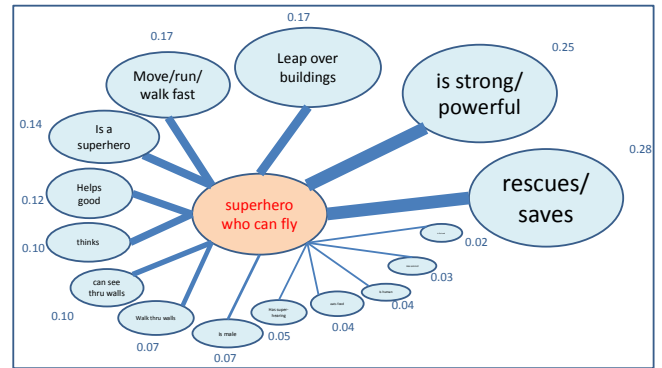 0.17
Leap over
buildings
0.17
Move/run/
walk fast
0.25
is strong/
powerful
0.14
Is a
superhero
0.28
rescues/
saves
0.12
Helps
good
superhero
who can fly
0.10
thinks
0.02
can see
thru walls
0.10
0.03
is human
0.04
Has super-
hearing
0.04
Walk thru walls
0.07
is male
0.07
0.05